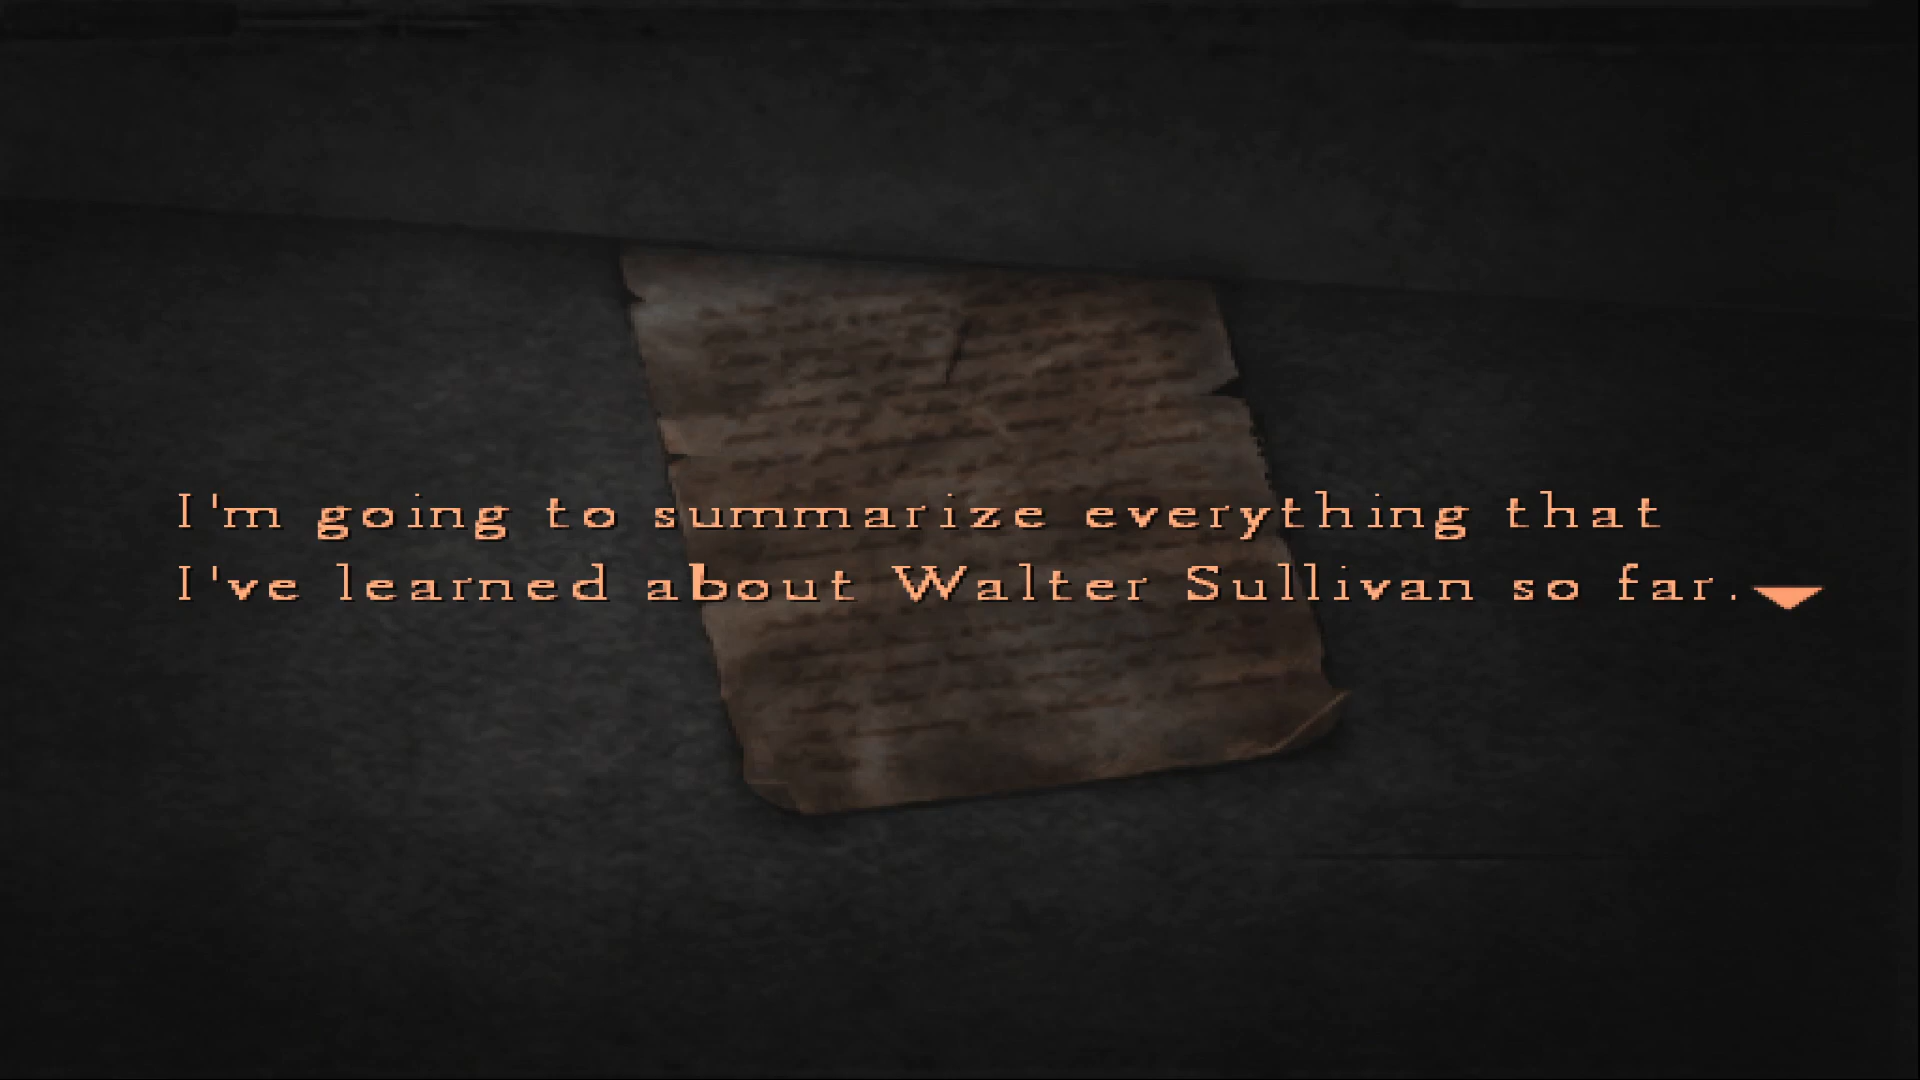 I'm going to summarize everything that
I've learned about Walter Sullivan so far.